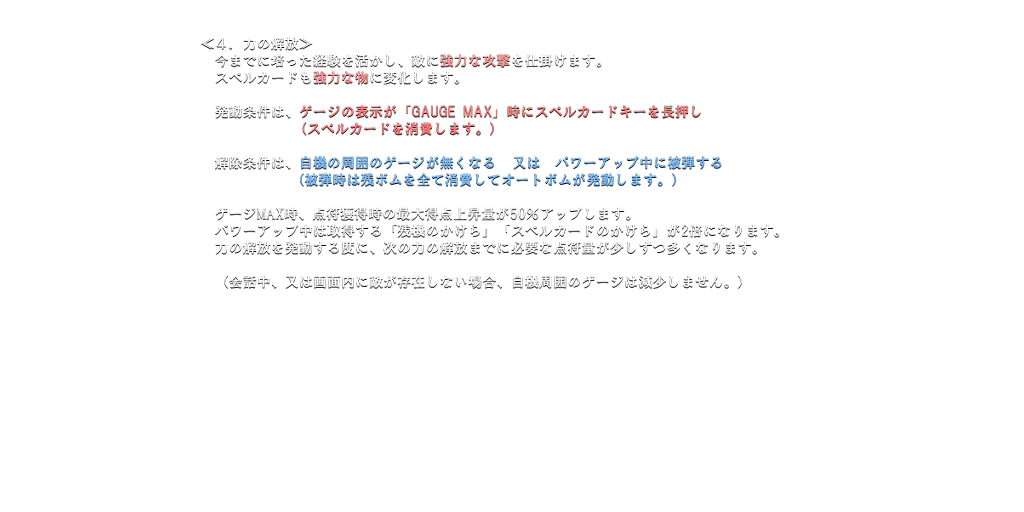 ≪４．力の解放≫
今までに培った経験を活かし、敵に強力な攻撃を仕掛けます。
スペルカードも強力な物に変化します。
発動条件は、ゲージの表示が「GAUGE MAX」時にスペルカードキーを長押し
（スペルカードを消費します。）
解除条件は、自機の周囲のゲージが無くなる　又は　パワーアップ中に被弾する
（被弾時は残ボムを全て消費してオートボムが発動します。）
ゲージMAX時、点符獲得時の最大得点上昇量が50％アップします。
パワーアップ中は取得する「残機のかけら」「スペルカードのかけら」が2倍になります。
力の解放を発動する度に、次の力の解放までに必要な点符量が少しずつ多くなります。
（会話中、又は画面内に敵が存在しない場合、自機周囲のゲージは減少しません。）